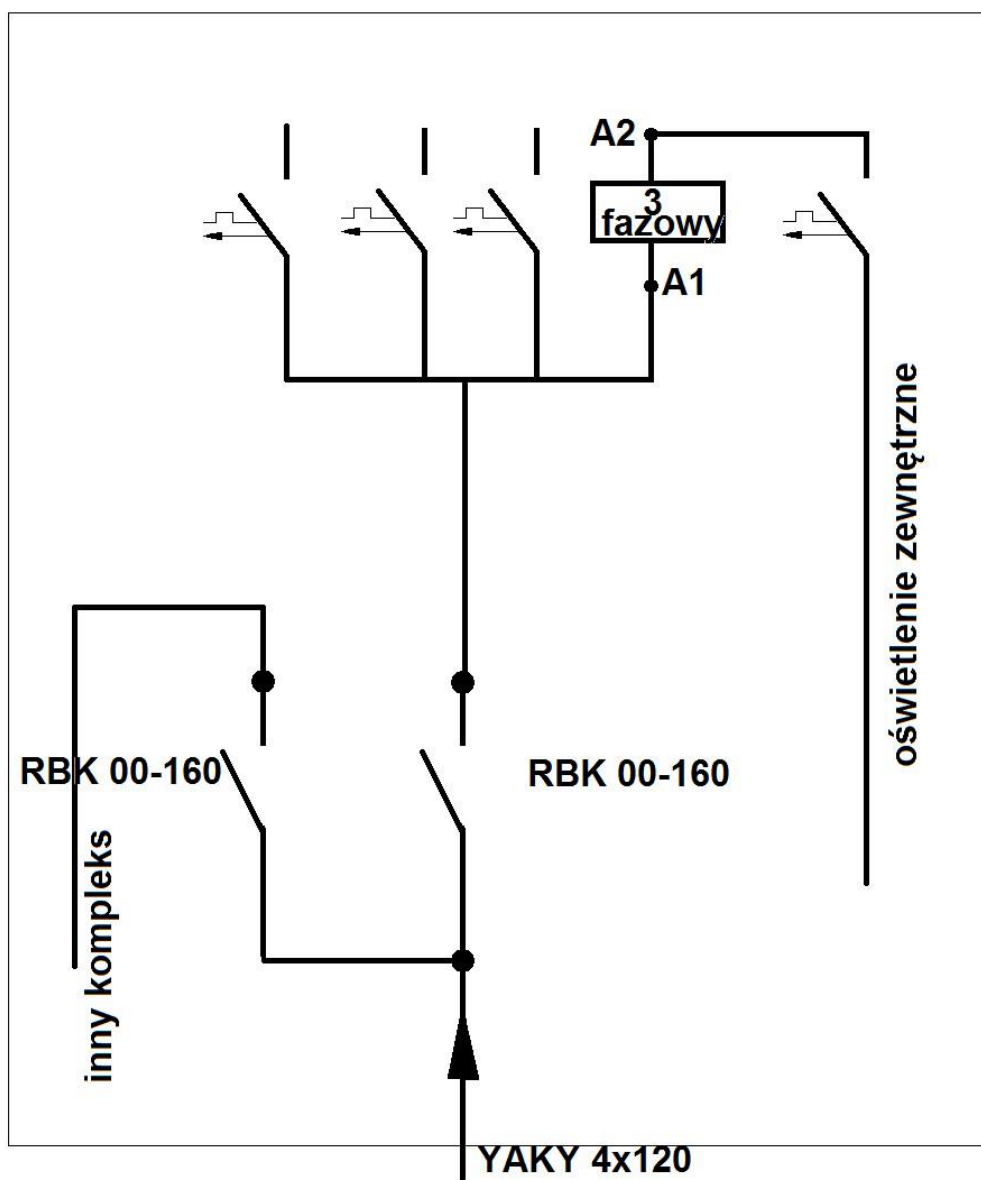 A2
3
fazowy
A1
oświetlenie zewnętrzne
RBK 00-160
RBK 00-160
inny kompleks
YAKY 4x120